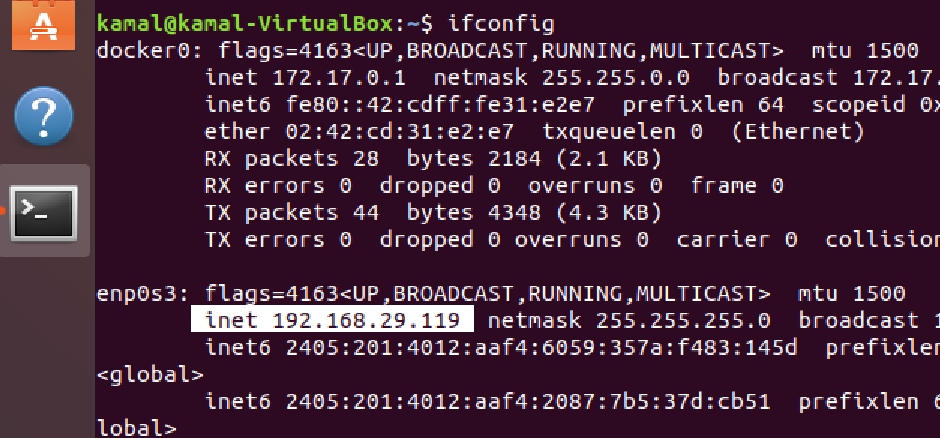 kamal@kamal-VirtualBox:~$ ifconfig
docker0: flags=4163<UP,BROADCAST,RUNNING,MULTICAST>  mtu 1500
inet 172.17.0.1  netmask 255.255.0.0  broadcast 172.17.
inet6 fe80::42:cdff:fe31:e2e7  prefixlen 64  scopeid 0x
ether 02:42:cd:31:e2:e7  txqueuelen 0  (Ethernet)
RX packets 28  bytes 2184 (2.1 KB)
RX errors 0  dropped 0  overruns 0  frame 0
TX packets 44  bytes 4348 (4.3 KB)
TX errors 0  dropped 0 overruns 0  carrier 0  collision
enp0s3: flags=4163<UP,BROADCAST,RUNNING,MULTICAST>  mtu 1500
inet 192.168.29.119  netmask 255.255.255.0  broadcast 1
inet6 2405:201:4012:aaf4:6059:357a:f483:145d  prefixlen
<global>
inet6 2405:201:4012:aaf4:2087:7b5:37d:cb51  prefixlen 6
lobal>